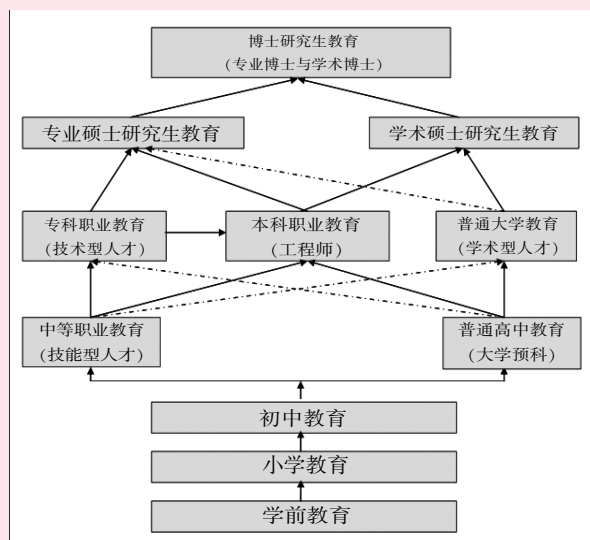 博士研究生教育
(专业博士与学术博士)
专业硕士研究生教育
学术硕士研究生教育
专科职业教育
(技术型人才)
本科职业教育
(工程师)
普通大学教育
(学术型人才)
中等职业教育
(技能型人才)
普通高中教育
(大学预科)
初中教育
小学教育
学前教育